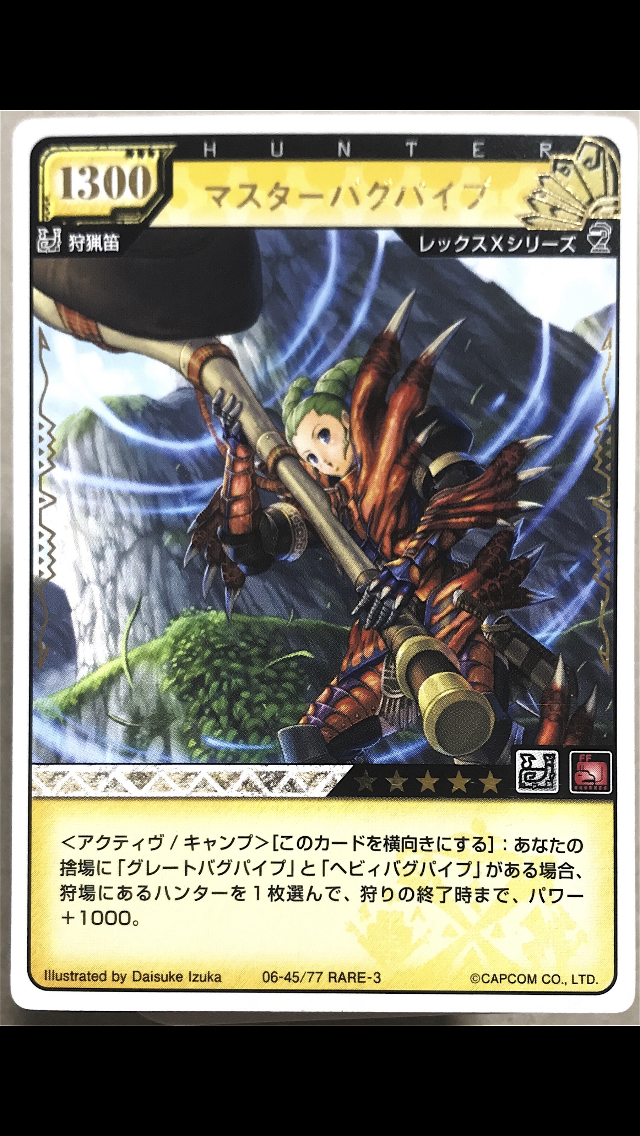 HUNTER
1300
マスターバグパイプ
狩猟笛
レックスXシリーズ
FF
<アクティヴ / キャンプ>[このカードを横向きにする]:あなたの
捨場に「グレートバグパイプ」と「ヘビィバグパイプ」がある場合、
狩場にあるハンターを1枚選んで、狩りの終了時まで、パワー
+1000。
Illustrated by Daisuke Izuka
06-45/77 RARE-3
©CAPCOM CO., LTD.